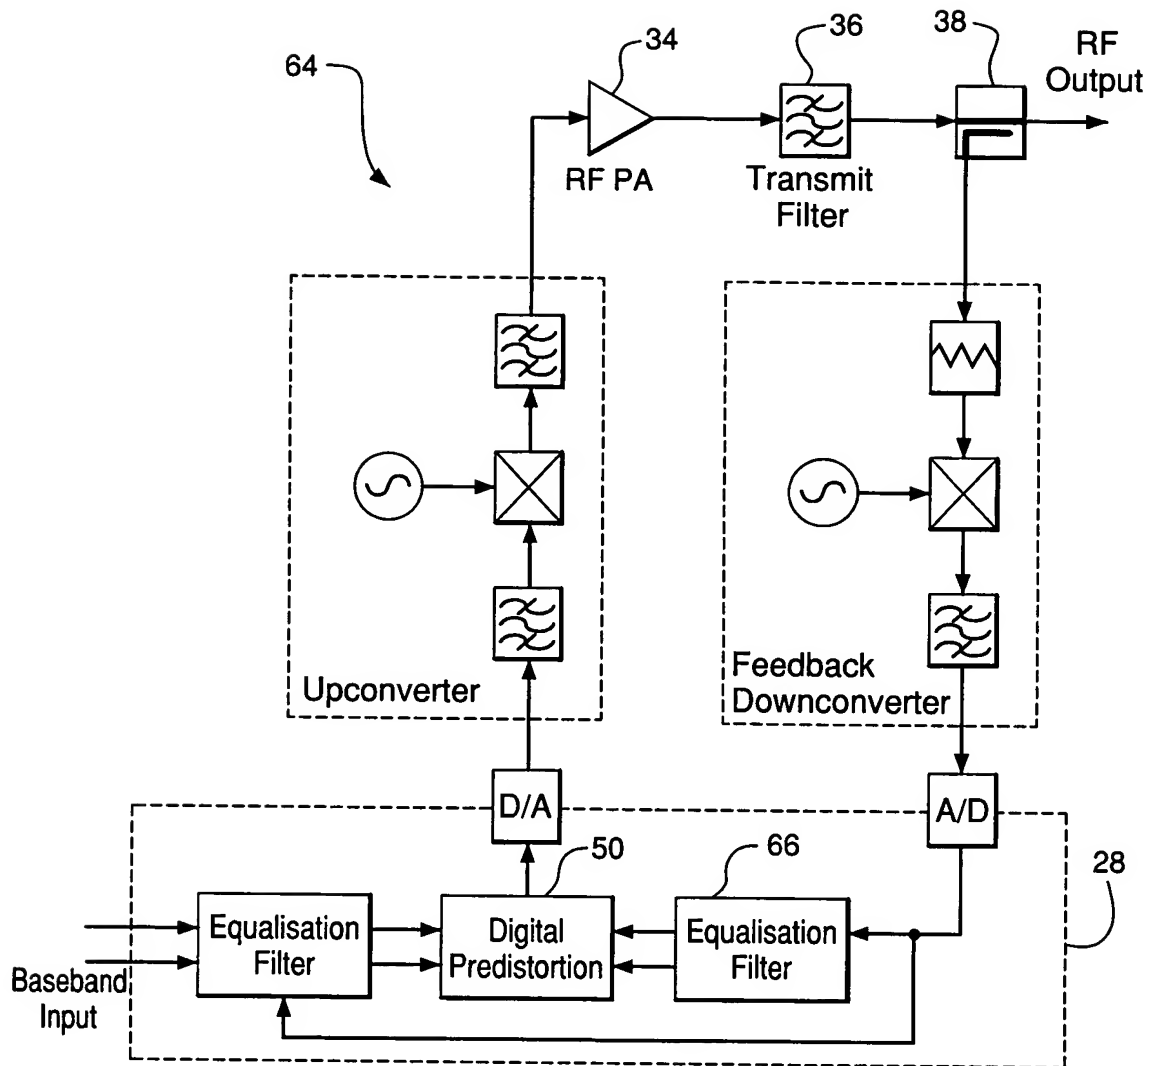 64
34
36
38
RF
Output
RF PA
Transmit
Filter
Upconverter
Feedback
Downconverter
D/A
A/D
50
66
28
Equalisation
Filter
Digital
Predistortion
Equalisation
Filter
Baseband
Input